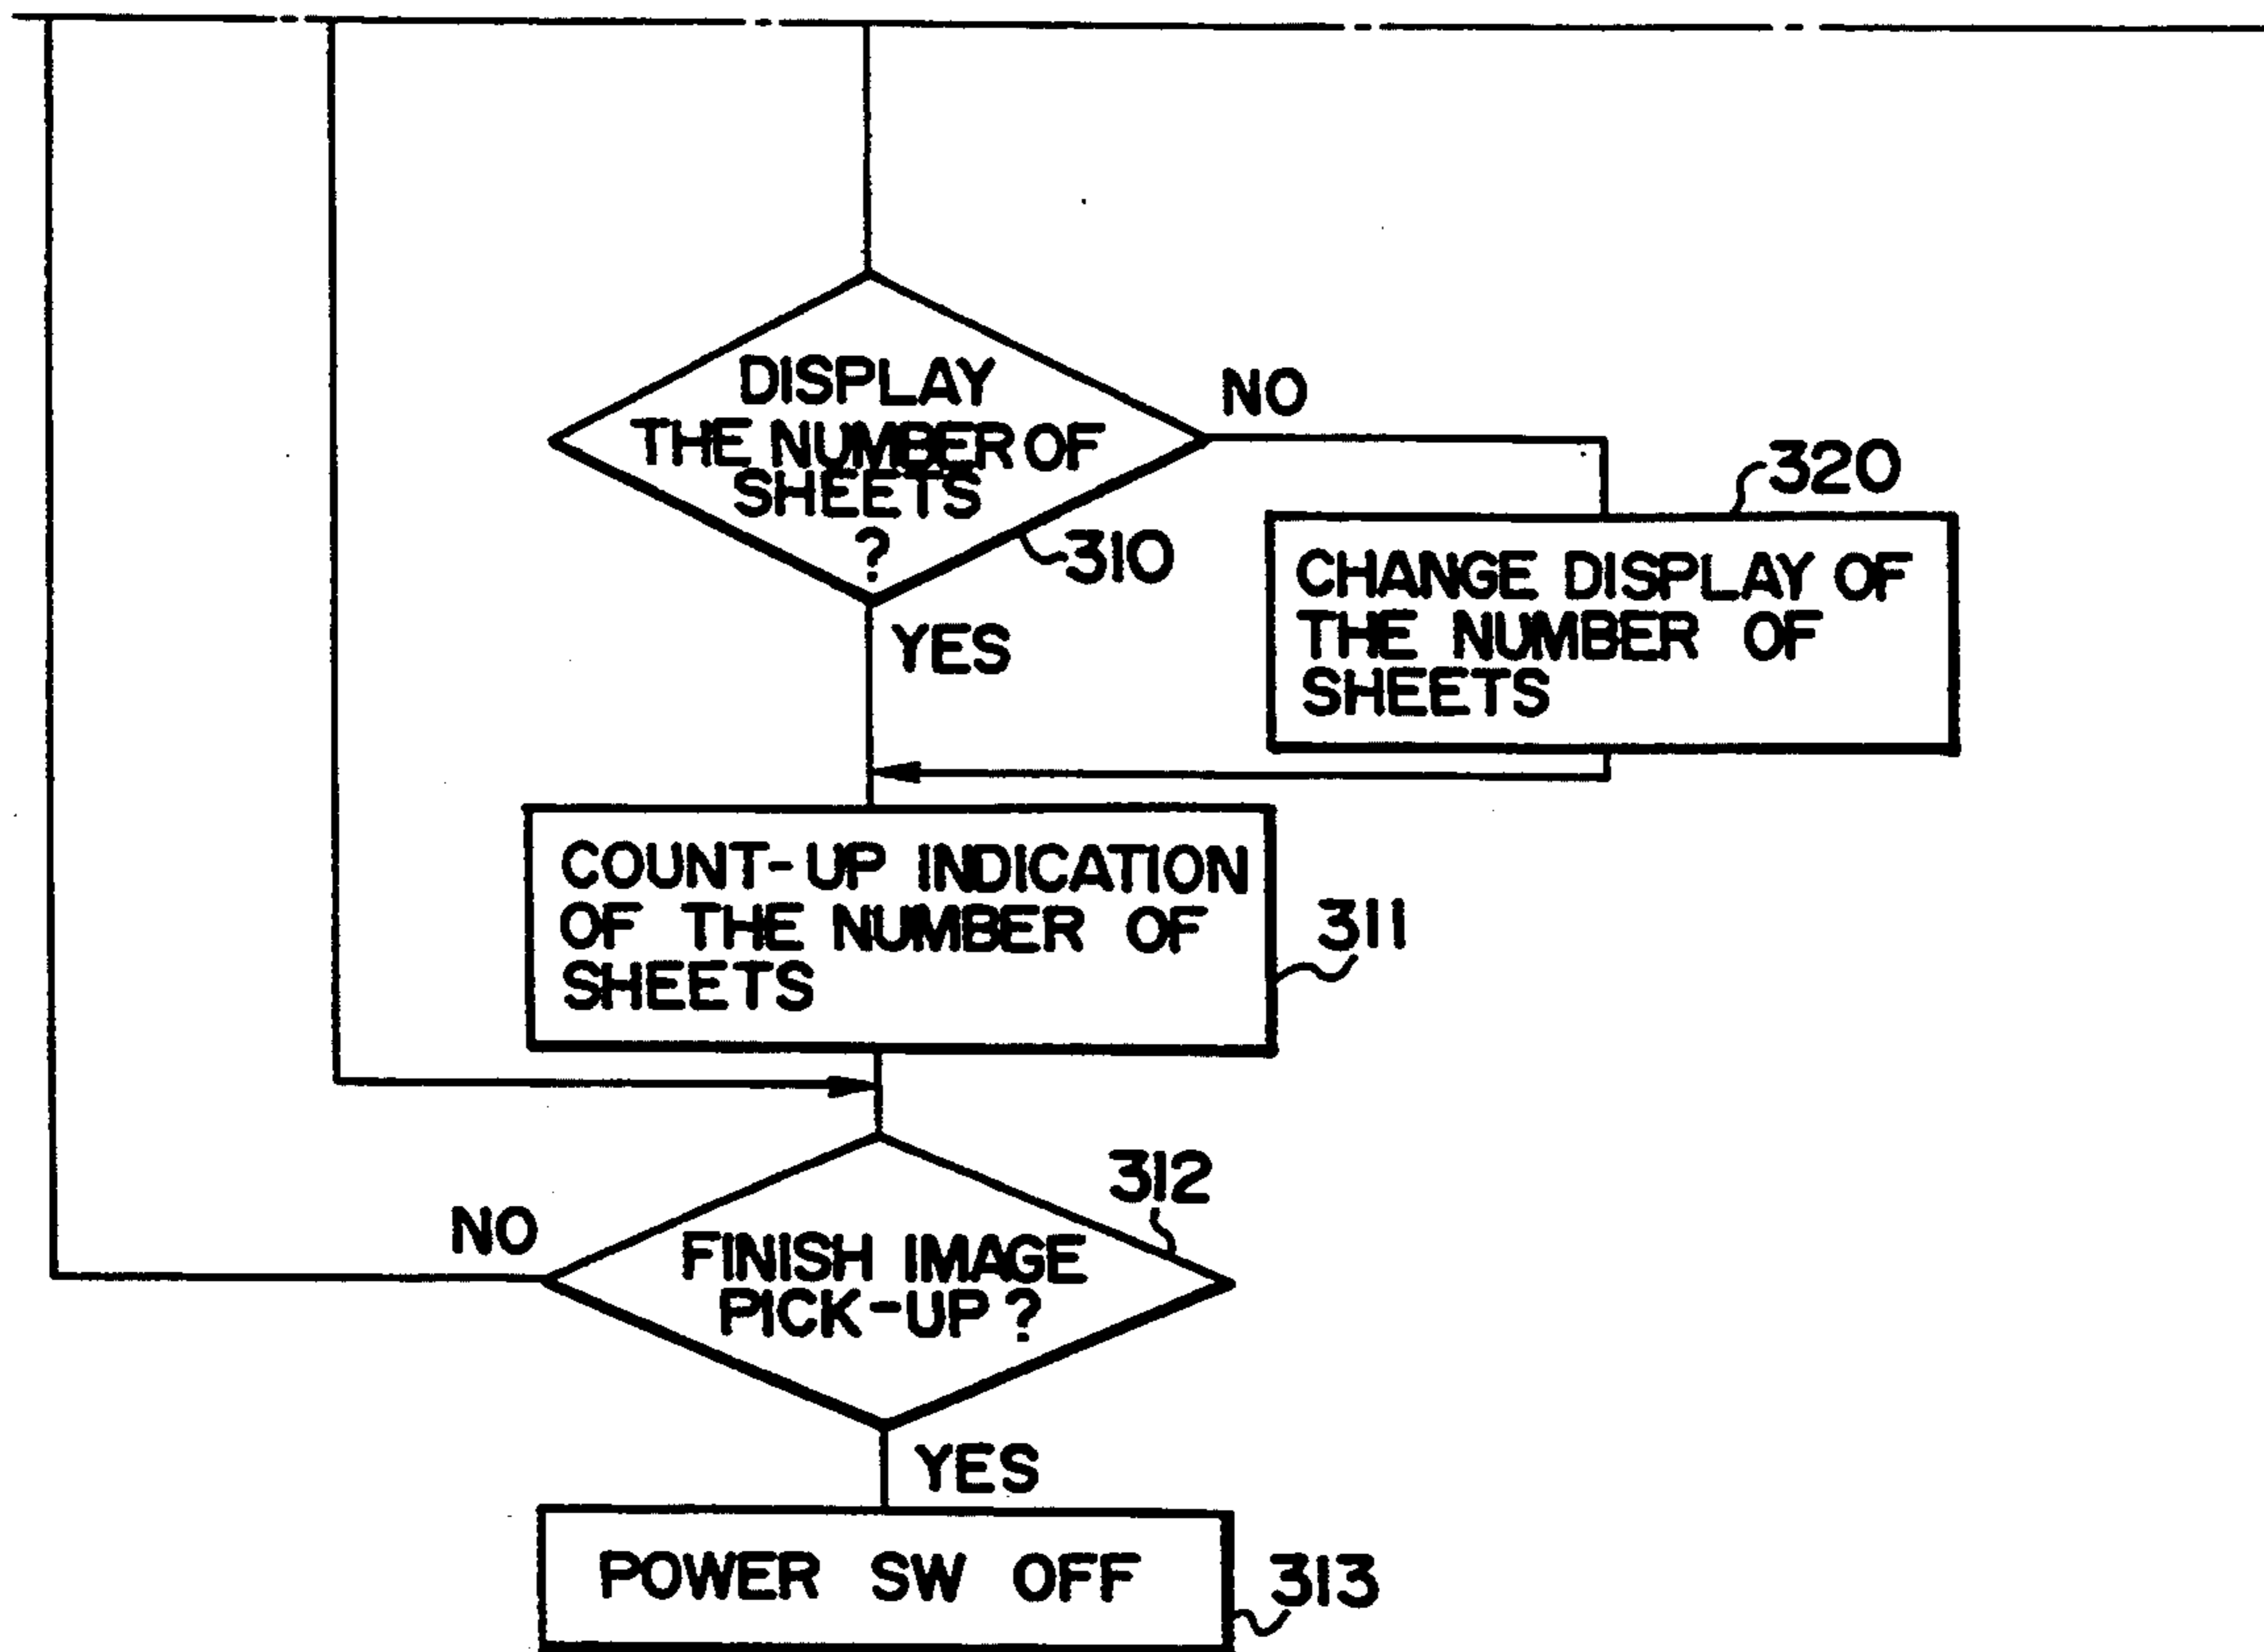 DISPLAY
THE NUMBER OF
SHEETS
?
310
NO
320
CHANGE DISPLAY OF
THE NUMBER OF
SHEETS
YES
COUNT-UP INDICATION
OF THE NUMBER OF
SHEETS
311
312
NO
FINISH IMAGE
PICK-UP?
YES
POWER SW OFF
313